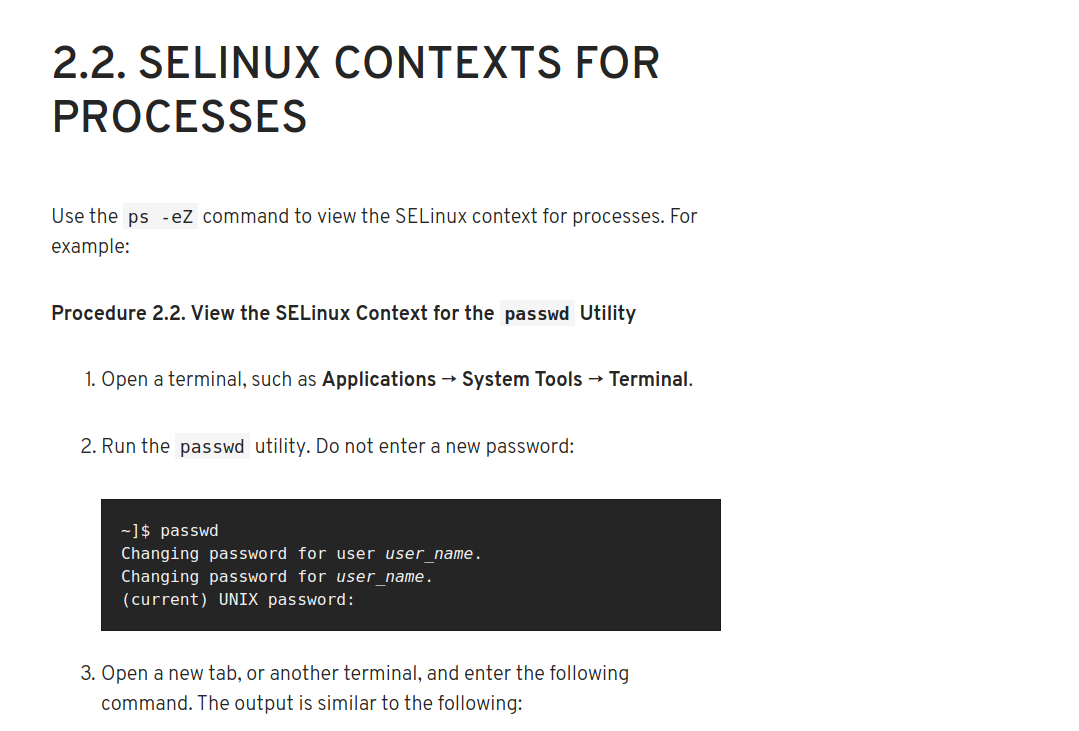 2.2. SELINUX CONTEXTS FOR
PROCESSES
Use the ps -eZ command to view the SELinux context for processes. For
example:
Procedure 2.2. View the SELinux Context for the passwd Utility
1. Open a terminal, such as Applications → System Tools → Terminal.
2. Run the passwd utility. Do not enter a new password:
~]$ passwd
Changing password for user user_name.
Changing password for user_name.
(current) UNIX password:
3. Open a new tab, or another terminal, and enter the following
command. The output is similar to the following: